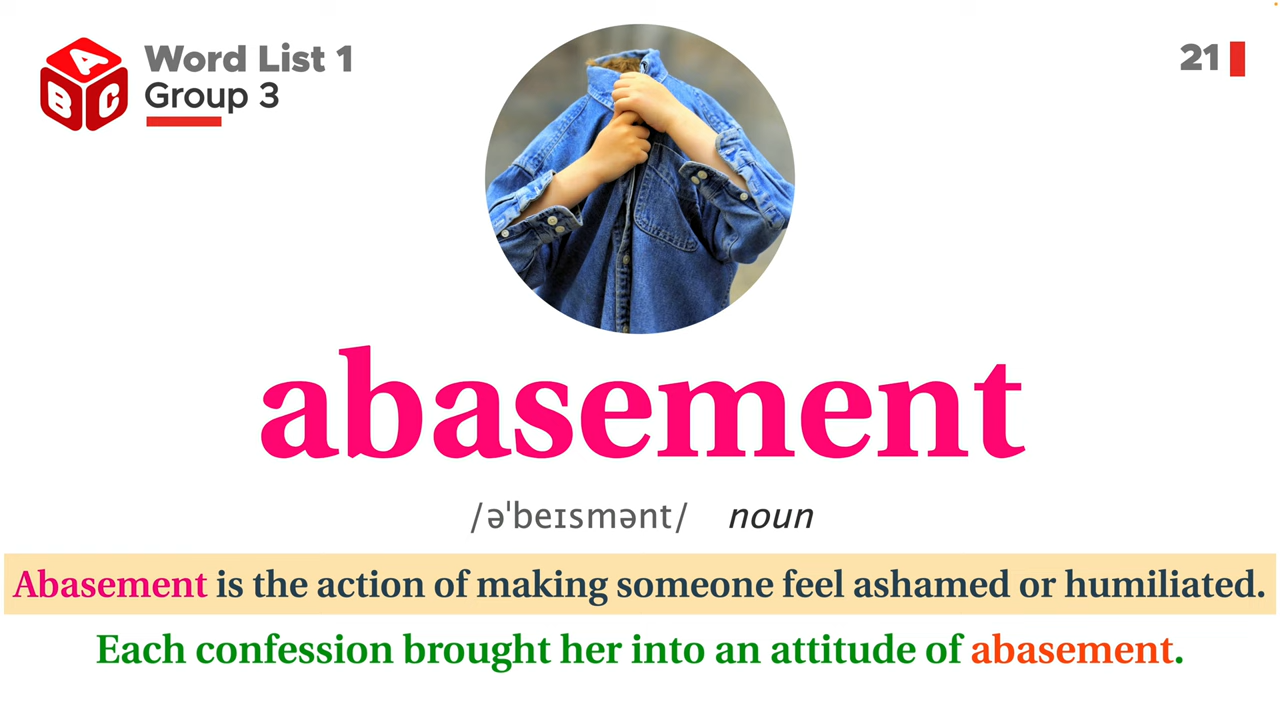 A
B C
Word List 1
Group 3
21
abasement
/əˈbeɪsmənt/ noun
Abasement is the action of making someone feel ashamed or humiliated.
Each confession brought her into an attitude of abasement.